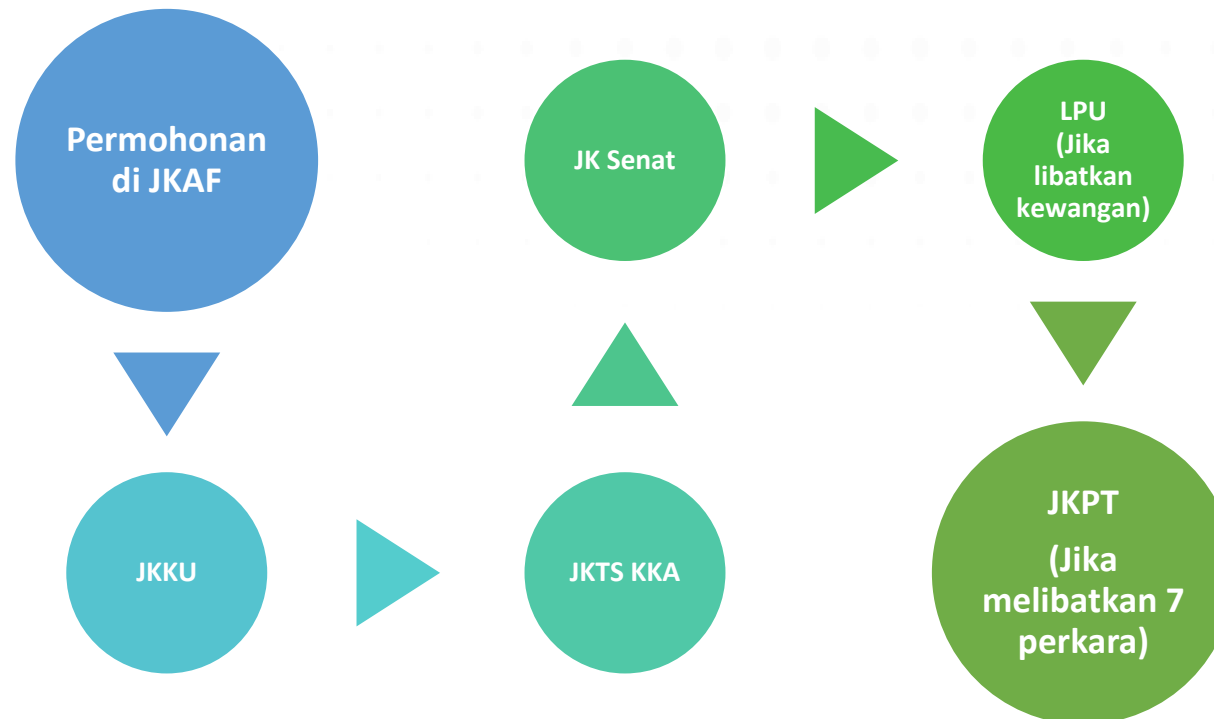 Permohonan
di JKAF
JKKU
JKTS KKA
JK Senat
LPU
(Jika
libatkan
kewangan)
JKPT
(Jika
melibatkan 7
perkara)